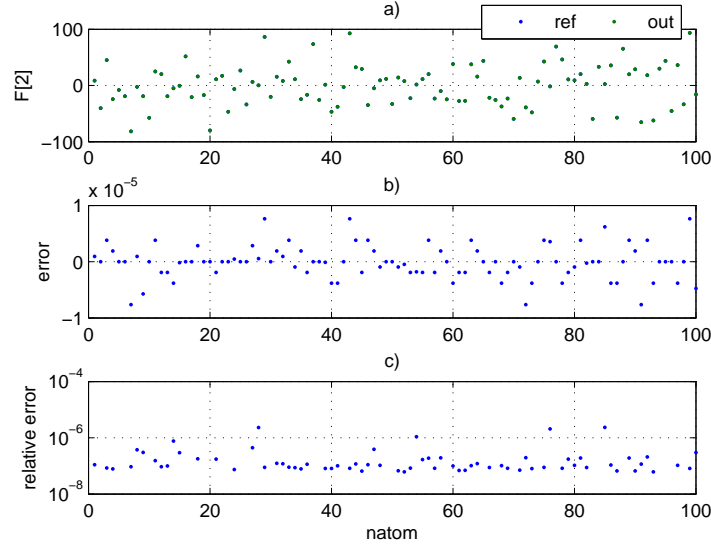 a)
ref out
F[2]
100
0
−100
0 20 40 60 80 100
x 10−5
b)
error
1
0
−1
0 20 40 60 80 100
c)
relative error
10−4
10−6
10−8
0 20 40 60 80 100
natom